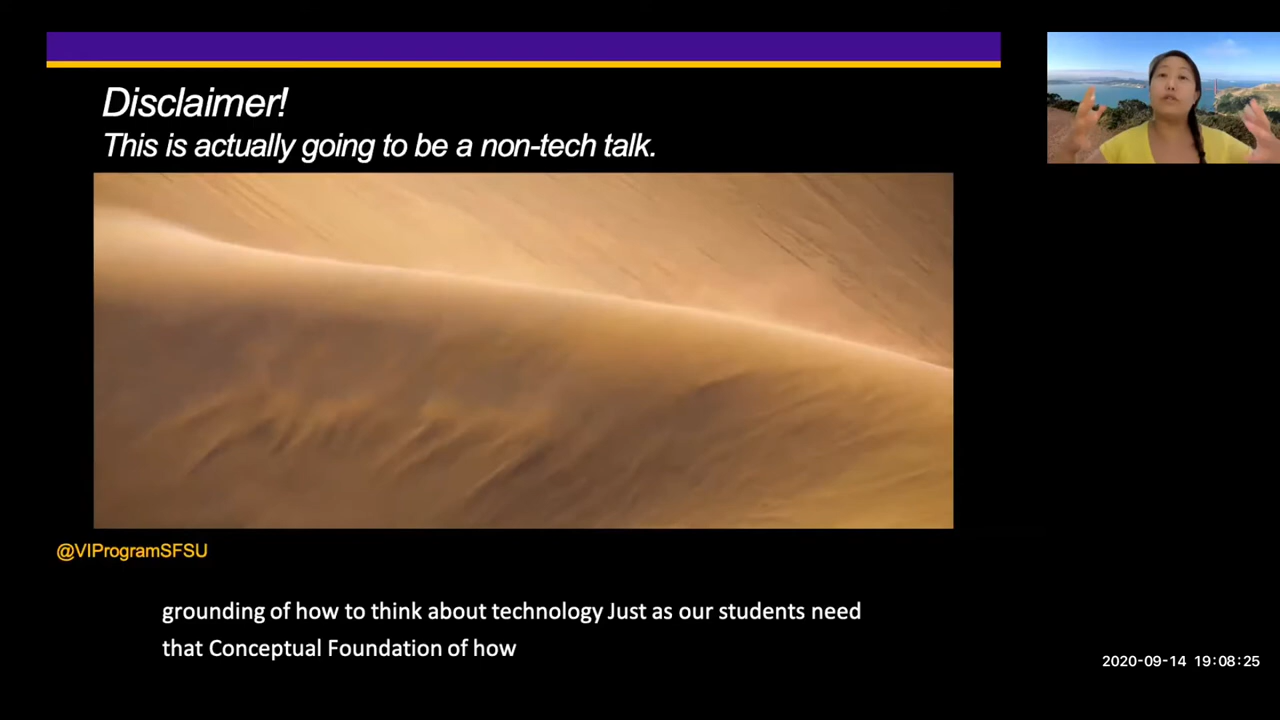 Disclaimer!
This is actually going to be a non-tech talk.
@VIProgramSFSU
grounding of how to think about technology Just as our students need
that Conceptual Foundation of how
2020-09-14 19:08:25